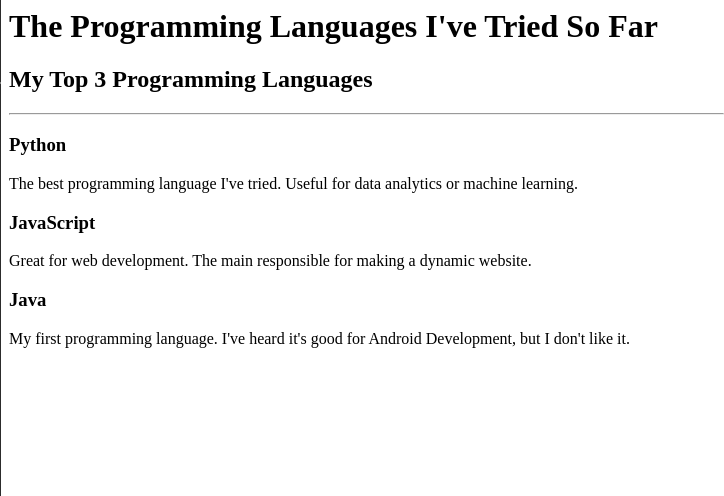 The Programming Languages I've Tried So Far
My Top 3 Programming Languages
Python
The best programming language I've tried. Useful for data analytics or machine learning.
JavaScript
Great for web development. The main responsible for making a dynamic website.
Java
My first programming language. I've heard it's good for Android Development, but I don't like it.